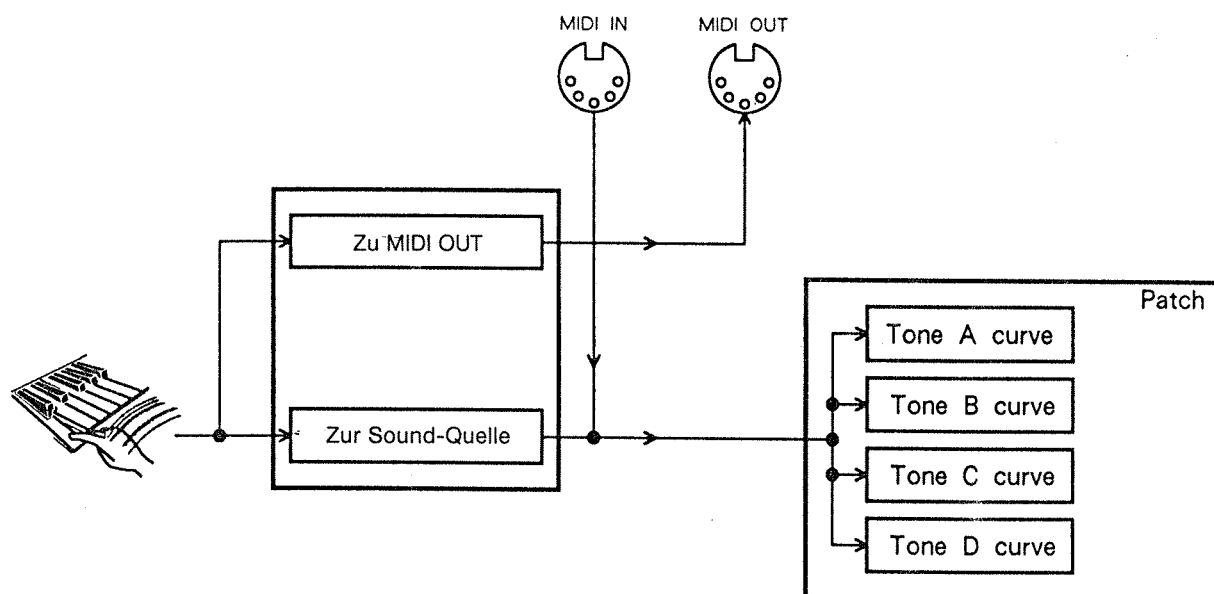 MIDI IN
MIDI OUT
Zu MIDI OUT
Patch
Tone A curve
Tone B curve
Zur Sound-Quelle
Tone C curve
Tone D curve